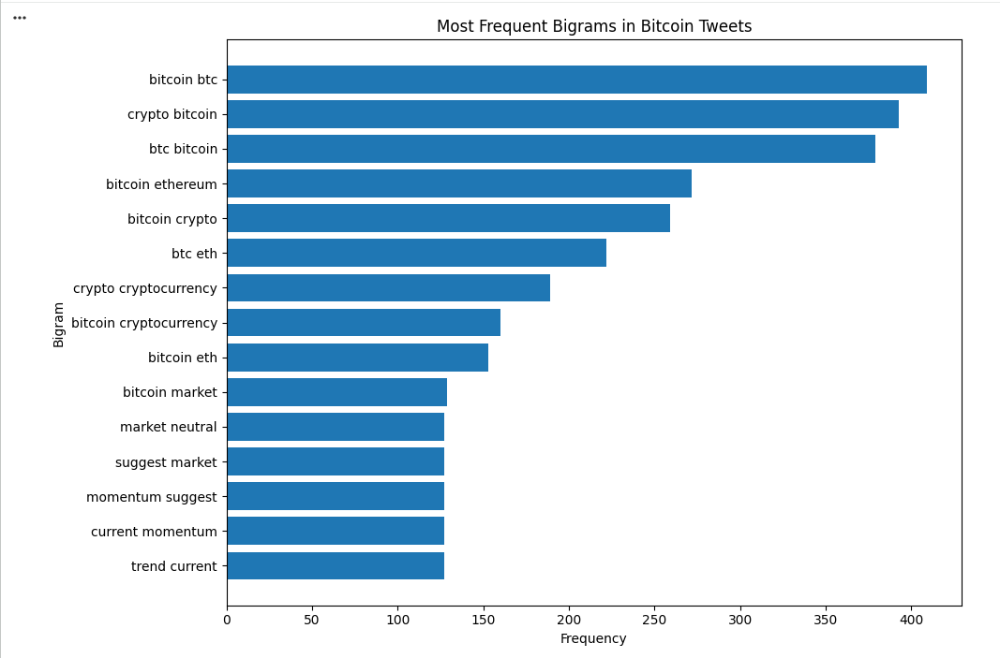 Most Frequent Bigrams in Bitcoin Tweets
bitcoin btc
crypto bitcoin
btc bitcoin
bitcoin ethereum
bitcoin crypto
btc eth
crypto cryptocurrency
bitcoin cryptocurrency
bitcoin eth
bitcoin market
market neutral
suggest market
momentum suggest
current momentum
trend current
Bigram
0 50 100 150 200 250 300 350 400
Frequency